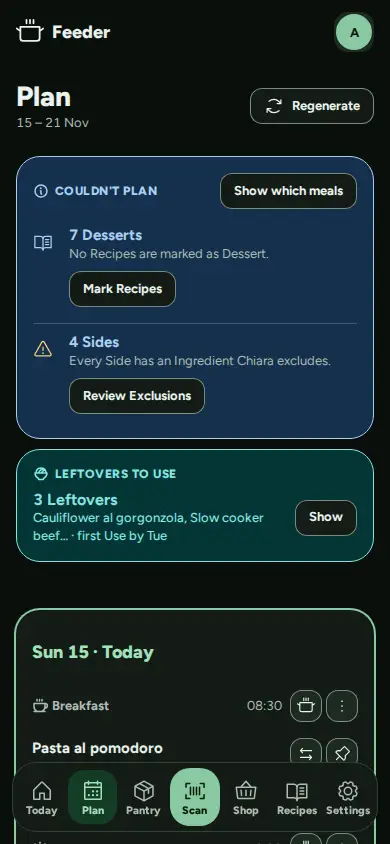 Feeder
A
Plan
15 – 21 Nov
Regenerate
COULDN'T PLAN
Show which meals
7 Desserts
No Recipes are marked as Dessert.
Mark Recipes
4 Sides
Every Side has an Ingredient Chiara excludes.
Review Exclusions
LEFTOVERS TO USE
3 Leftovers
Cauliflower al gorgonzola, Slow cooker
beef... · first Use by Tue
Show
Sun 15 · Today
Breakfast
08:30
Pasta al pomodoro
Today
Plan
Pantry
Scan
Shop
Recipes
Settings